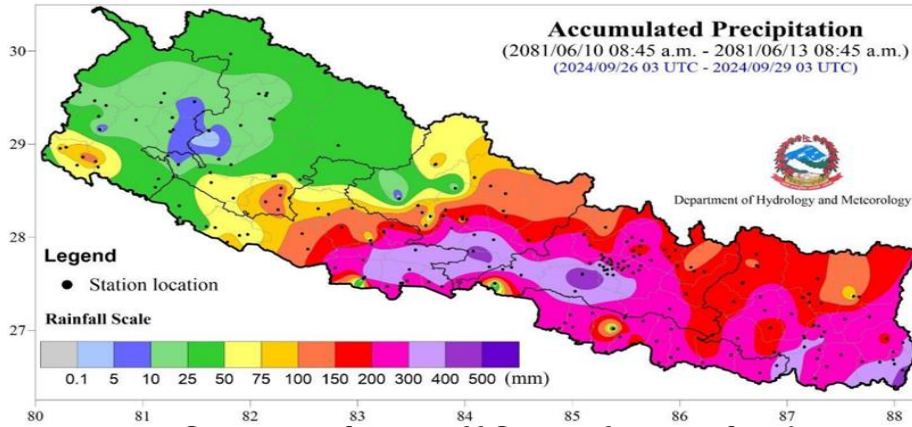 Accumulated Precipitation
(2081/06/10 08:45 a.m. - 2081/06/13 08:45 a.m.)
(2024/09/26 03 UTC - 2024/09/29 03 UTC)
Department of Hydrology and Meteorology
30
29
28
27
Legend
Station location
Rainfall Scale
0.1 5 10 25 50 75 100 150 200 300 400 500 (mm)
80 81 82 83 84 85 86 87 88